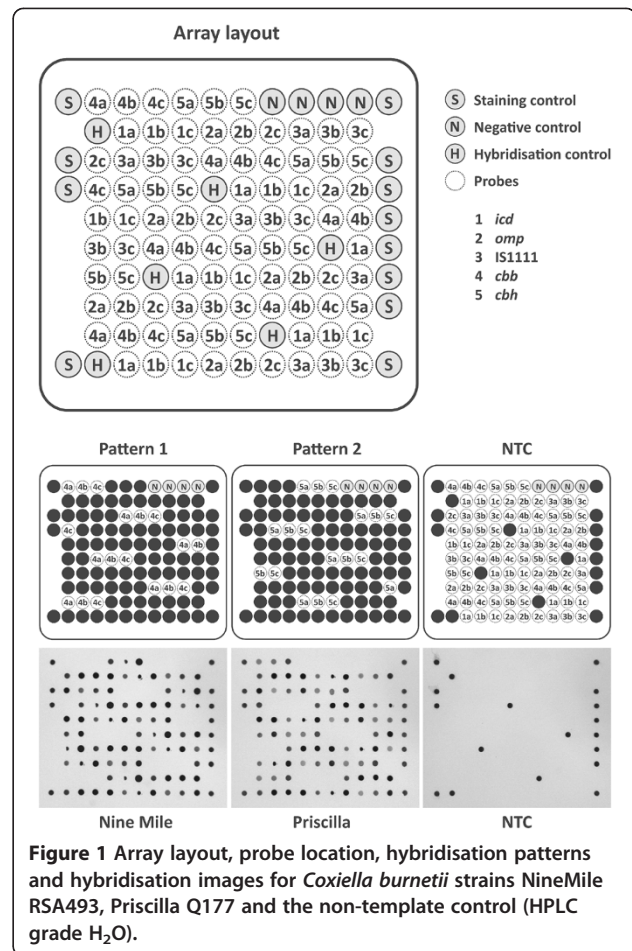 Array layout
S 4a 4b 4c 5a 5b 5c N N N N S
H 1a 1b 1c 2a 2b 2c 3a 3b 3c
S 2c 3a 3b 3c 4a 4b 4c 5a 5b 5c S
S 4c 5a 5b 5c H 1a 1b 1c 2a 2b S
1b 1c 2a 2b 2c 3a 3b 3c 4a 4b S
3b 3c 4a 4b 4c 5a 5b 5c H 1a S
5b 5c H 1a 1b 1c 2a 2b 2c 3a S
2a 2b 2c 3a 3b 3c 4a 4b 4c 5a S
4a 4b 4c 5a 5b 5c H 1a 1b 1c
S H 1a 1b 1c 2a 2b 2c 3a 3b 3c S
S Staining control
N Negative control
H Hybridisation control
Probes
1 icd
2 omp
3 IS1111
4 cbb
5 cbh
Pattern 1
4a 4b 4c N N N N
4a 4b 4c
4c
4a 4b
4a 4b 4c
4a 4b 4c
4a 4b 4c
Pattern 2
5a 5b 5c N N N N
5a 5b 5c
5a 5b 5c
5a 5b 5c
5b 5c
5a
5a 5b 5c
NTC
4a 4b 4c 5a 5b 5c N N N N
1a 1b 1c 2a 2b 2c 3a 3b 3c
2c 3a 3b 3c 4a 4b 4c 5a 5b 5c
4c 5a 5b 5c 1a 1b 1c 2a 2b
1b 1c 2a 2b 2c 3a 3b 3c 4a 4b
3b 3c 4a 4b 4c 5a 5b 5c 1a
5b 5c 1a 1b 1c 2a 2b 2c 3a
2a 2b 2c 3a 3b 3c 4a 4b 4c 5a
4a 4b 4c 5a 5b 5c 1a 1b 1c
1a 1b 1c 2a 2b 2c 3a 3b 3c
Nine Mile
Priscilla
NTC
Figure 1 Array layout, probe location, hybridisation patterns
and hybridisation images for Coxiella burnetii strains NineMile
RSA493, Priscilla Q177 and the non-template control (HPLC
grade H₂O).